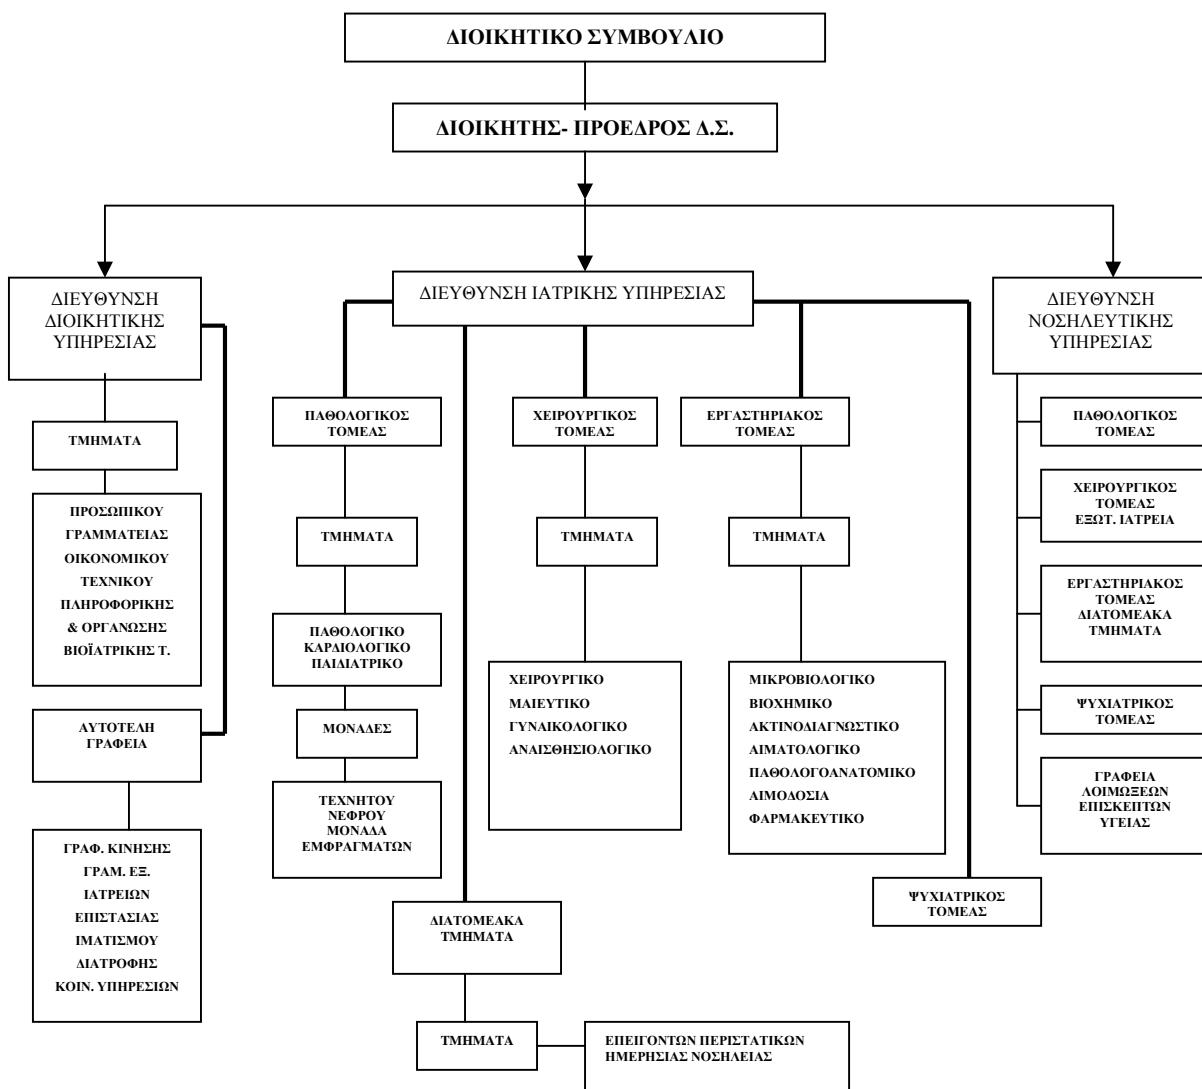 ΔΙΟΙΚΗΤΙΚΟ ΣΥΜΒΟΥΛΙΟ
ΔΙΟΙΚΗΤΗΣ- ΠΡΟΕΔΡΟΣ Δ.Σ.
ΔΙΕΥΘΥΝΣΗ
ΔΙΟΙΚΗΤΙΚΗΣ
ΥΠΗΡΕΣΙΑΣ
ΤΜΗΜΑΤΑ
ΠΡΟΣΩΠΙΚΟΥ
ΓΡΑΜΜΑΤΕΙΑΣ
ΟΙΚΟΝΟΜΙΚΟΥ
ΤΕΧΝΙΚΟΥ
ΠΛΗΡΟΦΟΡΙΚΗΣ
& ΟΡΓΑΝΩΣΗΣ
ΒΙΟΪΑΤΡΙΚΗΣ Τ.
ΑΥΤΟΤΕΛΗ
ΓΡΑΦΕΙΑ
ΓΡΑΦ. ΚΙΝΗΣΗΣ
ΓΡΑΜ. ΕΞ.
ΙΑΤΡΕΙΩΝ
ΕΠΙΣΤΑΣΙΑΣ
ΙΜΑΤΙΣΜΟΥ
ΔΙΑΤΡΟΦΗΣ
ΚΟΙΝ. ΥΠΗΡΕΣΙΩΝ
ΔΙΕΥΘΥΝΣΗ ΙΑΤΡΙΚΗΣ ΥΠΗΡΕΣΙΑΣ
ΠΑΘΟΛΟΓΙΚΟΣ
ΤΟΜΕΑΣ
ΤΜΗΜΑΤΑ
ΠΑΘΟΛΟΓΙΚΟ
ΚΑΡΔΙΟΛΟΓΙΚΟ
ΠΑΙΔΙΑΤΡΙΚΟ
ΜΟΝΑΔΕΣ
ΤΕΧΝΗΤΟΥ
ΝΕΦΡΟΥ
ΜΟΝΑΔΑ
ΕΜΦΡΑΓΜΑΤΩΝ
ΔΙΑΤΟΜΕΑΚΑ
ΤΜΗΜΑΤΑ
ΤΜΗΜΑΤΑ
ΕΠΕΙΓΟΝΤΩΝ ΠΕΡΙΣΤΑΤΙΚΩΝ
ΗΜΕΡΗΣΙΑΣ ΝΟΣΗΛΕΙΑΣ
ΧΕΙΡΟΥΡΓΙΚΟΣ
ΤΟΜΕΑΣ
ΤΜΗΜΑΤΑ
ΧΕΙΡΟΥΡΓΙΚΟ
ΜΑΙΕΥΤΙΚΟ
ΓΥΝΑΙΚΟΛΟΓΙΚΟ
ΑΝΑΙΣΘΗΣΙΟΛΟΓΙΚΟ
ΕΡΓΑΣΤΗΡΙΑΚΟΣ
ΤΟΜΕΑΣ
ΤΜΗΜΑΤΑ
ΜΙΚΡΟΒΙΟΛΟΓΙΚΟ
ΒΙΟΧΗΜΙΚΟ
ΑΚΤΙΝΟΔΙΑΓΝΩΣΤΙΚΟ
ΑΙΜΑΤΟΛΟΓΙΚΟ
ΠΑΘΟΛΟΓΟΑΝΑΤΟΜΙΚΟ
ΑΙΜΟΔΟΣΙΑ
ΦΑΡΜΑΚΕΥΤΙΚΟ
ΨΥΧΙΑΤΡΙΚΟΣ
ΤΟΜΕΑΣ
ΔΙΕΥΘΥΝΣΗ
ΝΟΣΗΛΕΥΤΙΚΗΣ
ΥΠΗΡΕΣΙΑΣ
ΠΑΘΟΛΟΓΙΚΟΣ
ΤΟΜΕΑΣ
ΧΕΙΡΟΥΡΓΙΚΟΣ
ΤΟΜΕΑΣ
ΕΞΩΤ. ΙΑΤΡΕΙΑ
ΕΡΓΑΣΤΗΡΙΑΚΟΣ
ΤΟΜΕΑΣ
ΔΙΑΤΟΜΕΑΚΑ
ΤΜΗΜΑΤΑ
ΨΥΧΙΑΤΡΙΚΟΣ
ΤΟΜΕΑΣ
ΓΡΑΦΕΙΑ
ΛΟΙΜΩΞΕΩΝ
ΕΠΙΣΚΕΠΤΩΝ
ΥΓΕΙΑΣ